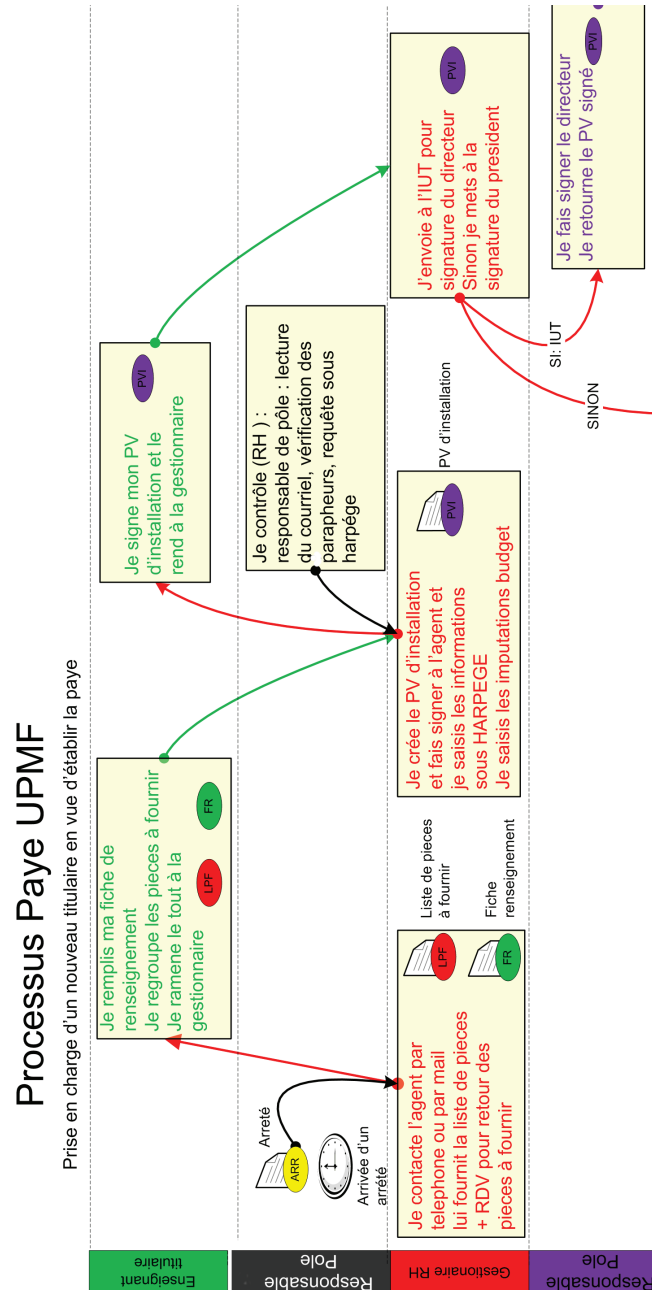 Processus Paye UPMF
Prise en charge d'un nouveau titulaire en vue d'établir la paye
Enseignant
titulaire
Je remplis ma fiche de
renseignement
Je regroupe les pieces à fournir
Je ramene le tout à la
gestionnaire
LPF
FR
Je signe mon PV
d'installation et le
rend à la gestionnaire
PVI
Responsable
Pole
Arreté
ARR
Arrivée d'un
arrété
Je contrôle (RH ) :
responsable de pôle : lecture
du courriel, vérification des
parapheurs, requête sous
harpége
Gestionaire RH
Je contacte l'agent par
telephone ou par mail
lui fournit la liste de pieces
+ RDV pour retour des
pieces à fournir
LPF
FR
Liste de pieces
à fournir
Fiche
renseignement
Je crée le PV d'installation
et fais signer à l'agent et
je saisis les informations
sous HARPEGE
Je saisis les imputations budget
PVI
PV d'installation
J'envoie à l'IUT pour
signature du directeur
Sinon je mets à la
signature du president
PVI
SI: IUT
SINON
Responsable
Pole
Je fais signer le directeur
Je retourne le PV signé
PVI